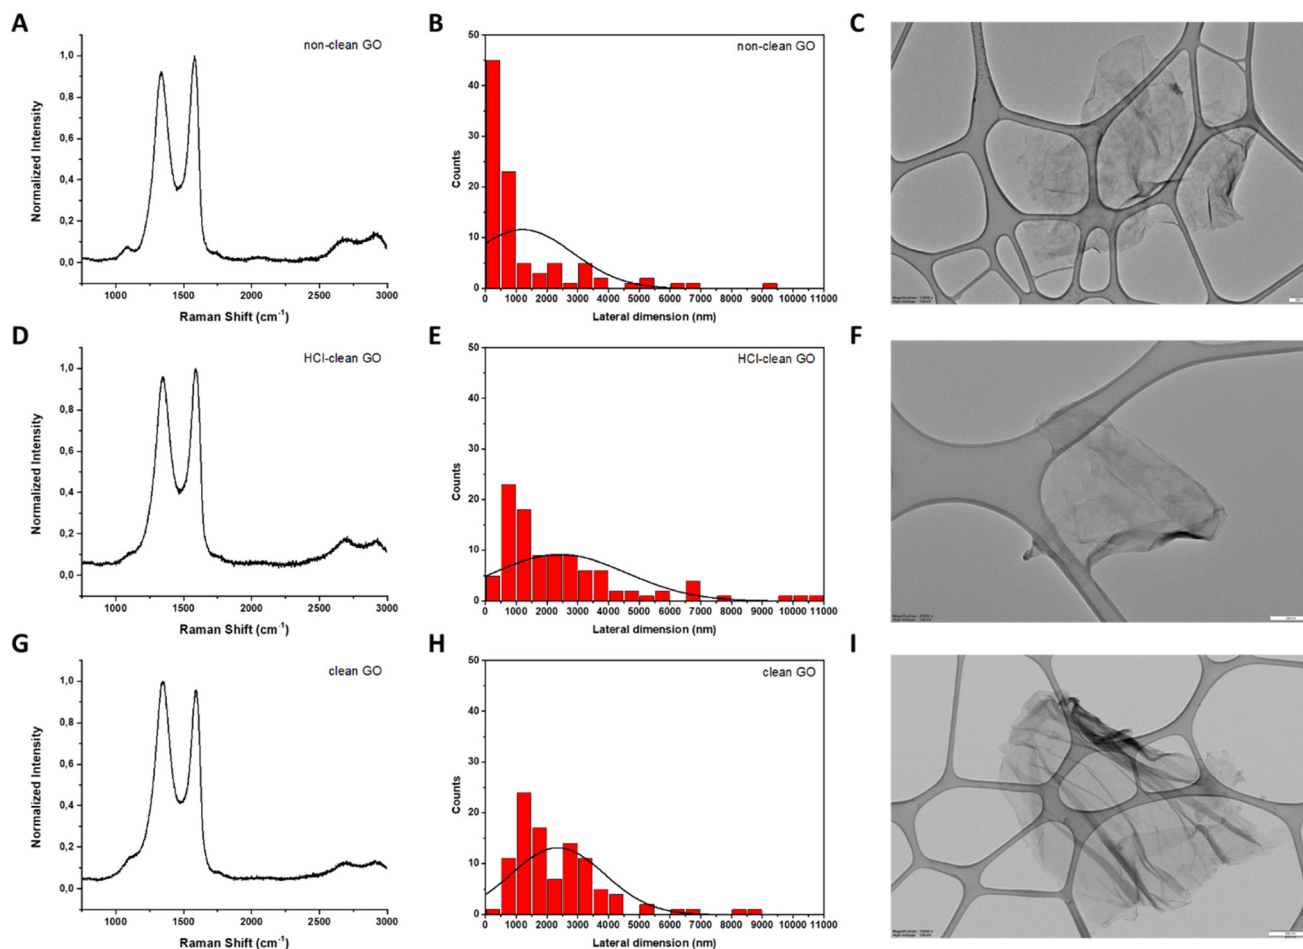 A
non-clean GO
Normalized Intensity
1,0
0,8
0,6
0,4
0,2
0,0
1000 1500 2000 2500 3000
Raman Shift (cm⁻¹)
B
non-clean GO
Counts
50
40
30
20
10
0
0 1000 2000 3000 4000 5000 6000 7000 8000 9000 10000 11000
Lateral dimension (nm)
C
D
HCl-clean GO
Normalized Intensity
1,0
0,8
0,6
0,4
0,2
0,0
1000 1500 2000 2500 3000
Raman Shift (cm⁻¹)
E
HCl-clean GO
Counts
50
40
30
20
10
0
0 1000 2000 3000 4000 5000 6000 7000 8000 9000 10000 11000
Lateral dimension (nm)
F
G
clean GO
Normalized Intensity
1,0
0,8
0,6
0,4
0,2
0,0
1000 1500 2000 2500 3000
Raman Shift (cm⁻¹)
H
clean GO
Counts
50
40
30
20
10
0
0 1000 2000 3000 4000 5000 6000 7000 8000 9000 10000 11000
Lateral dimension (nm)
I